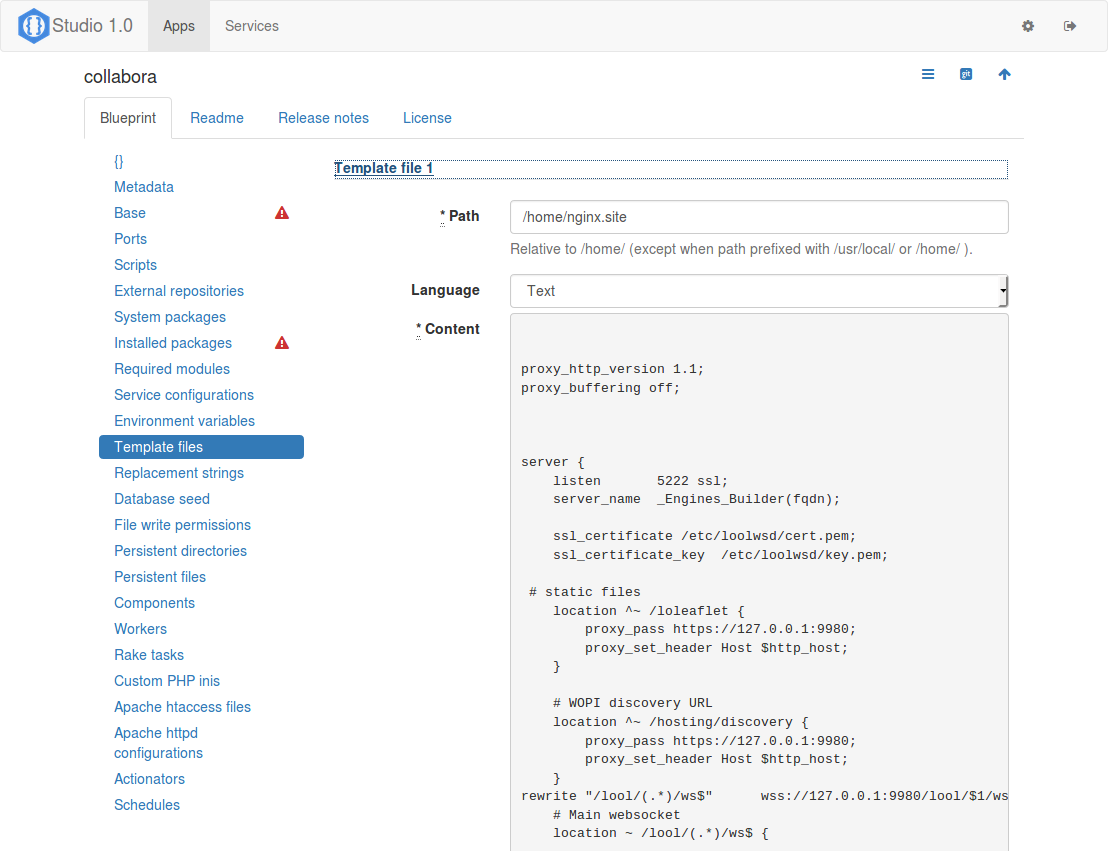 Studio 1.0 Apps Services
collabora
git
Blueprint Readme Release notes License
{}
Metadata
Base
Ports
Scripts
External repositories
System packages
Installed packages
Required modules
Service configurations
Environment variables
Template files
Replacement strings
Database seed
File write permissions
Persistent directories
Persistent files
Components
Workers
Rake tasks
Custom PHP inis
Apache htaccess files
Apache httpd
configurations
Actionators
Schedules
Template file 1
* Path
/home/nginx.site
Relative to /home/ (except when path prefixed with /usr/local/ or /home/ ).
Language
Text
* Content
proxy_http_version 1.1;
proxy_buffering off;
server {
    listen       5222 ssl;
    server_name  _Engines_Builder(fqdn);
    ssl_certificate /etc/loolwsd/cert.pem;
    ssl_certificate_key  /etc/loolwsd/key.pem;
 # static files
    location ^~ /loleaflet {
        proxy_pass https://127.0.0.1:9980;
        proxy_set_header Host $http_host;
    }
    # WOPI discovery URL
    location ^~ /hosting/discovery {
        proxy_pass https://127.0.0.1:9980;
        proxy_set_header Host $http_host;
    }
rewrite "/lool/(.*)/ws$"      wss://127.0.0.1:9980/lool/$1/ws
    # Main websocket
    location ~ /lool/(.*)/ws$ {